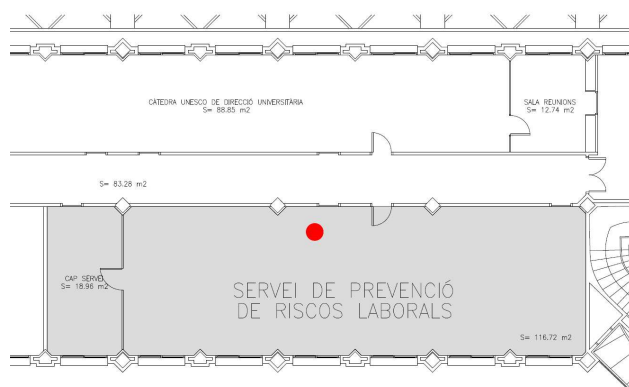 CÀTEDRA UNESCO DE DIRECCIÓ UNIVERSITÀRIA
S= 88.85 m2
SALA REUNIONS
S= 12.74 m2
S= 83.28 m2
CAP SERVEI
S= 18.96 m2
SERVEI DE PREVENCIÓ
DE RISCOS LABORALS
S= 116.72 m2